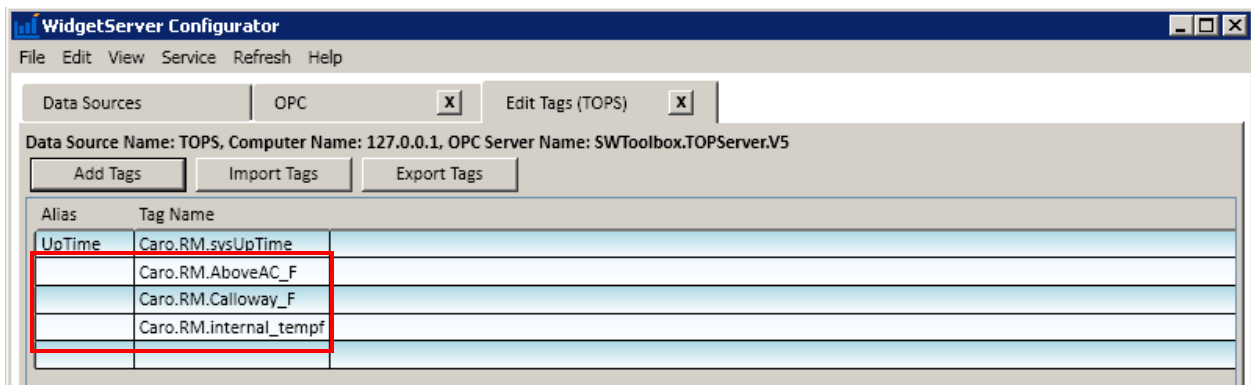 WidgetServer Configurator
File Edit View Service Refresh Help
Data Sources OPC X Edit Tags (TOPS) X
Data Source Name: TOPS, Computer Name: 127.0.0.1, OPC Server Name: SWToolbox.TOPServer.V5
Add Tags Import Tags Export Tags
Alias Tag Name
UpTime Caro.RM.sysUpTime
Caro.RM.AboveAC_F
Caro.RM.Calloway_F
Caro.RM.internal_tempf